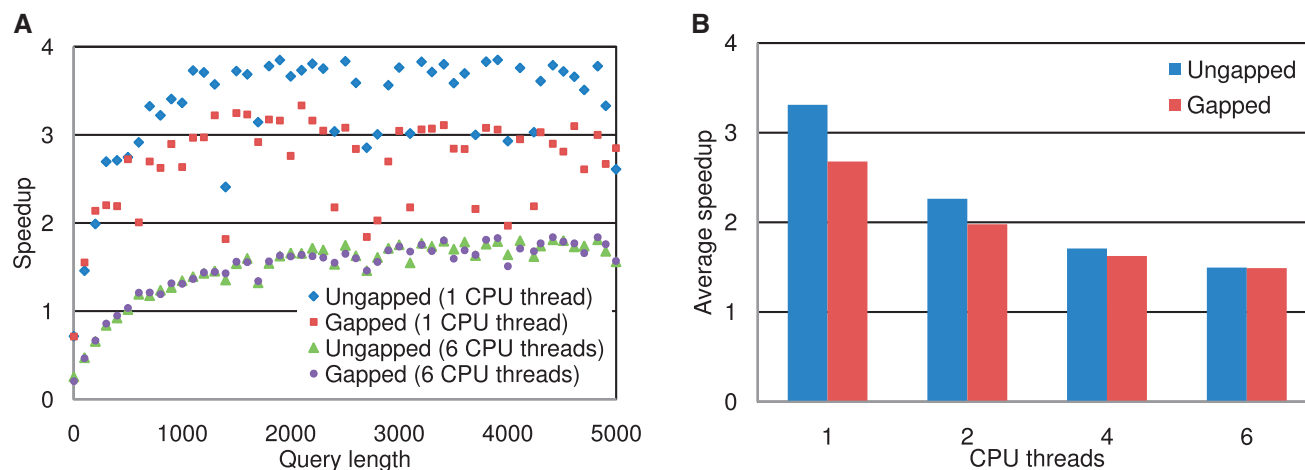 A
4
3
2
1
0
Speedup
Ungapped (1 CPU thread)
Gapped (1 CPU thread)
Ungapped (6 CPU threads)
Gapped (6 CPU threads)
0 1000 2000 3000 4000 5000
Query length
B
4
3
2
1
0
Average speedup
Ungapped
Gapped
1 2 4 6
CPU threads